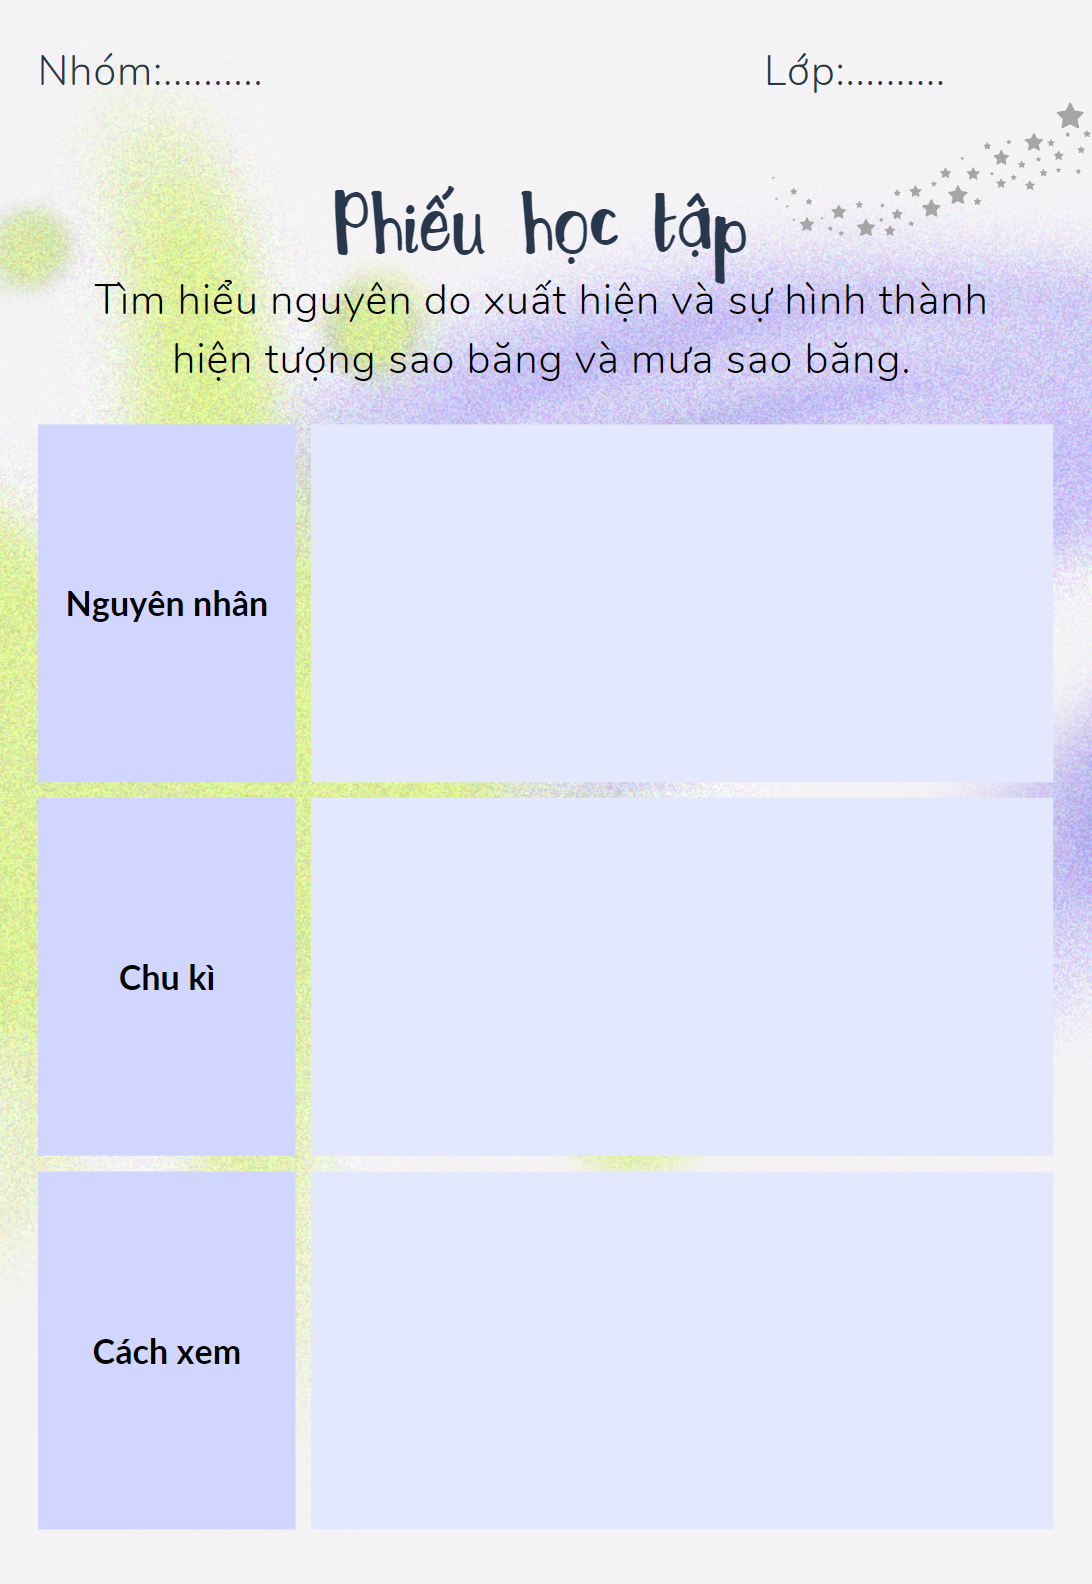 Nhóm:.......... Lớp:..........
Phiếu học tập
Tìm hiểu nguyên do xuất hiện và sự hình thành
hiện tượng sao băng và mưa sao băng.
Nguyên nhân
Chu kì
Cách xem